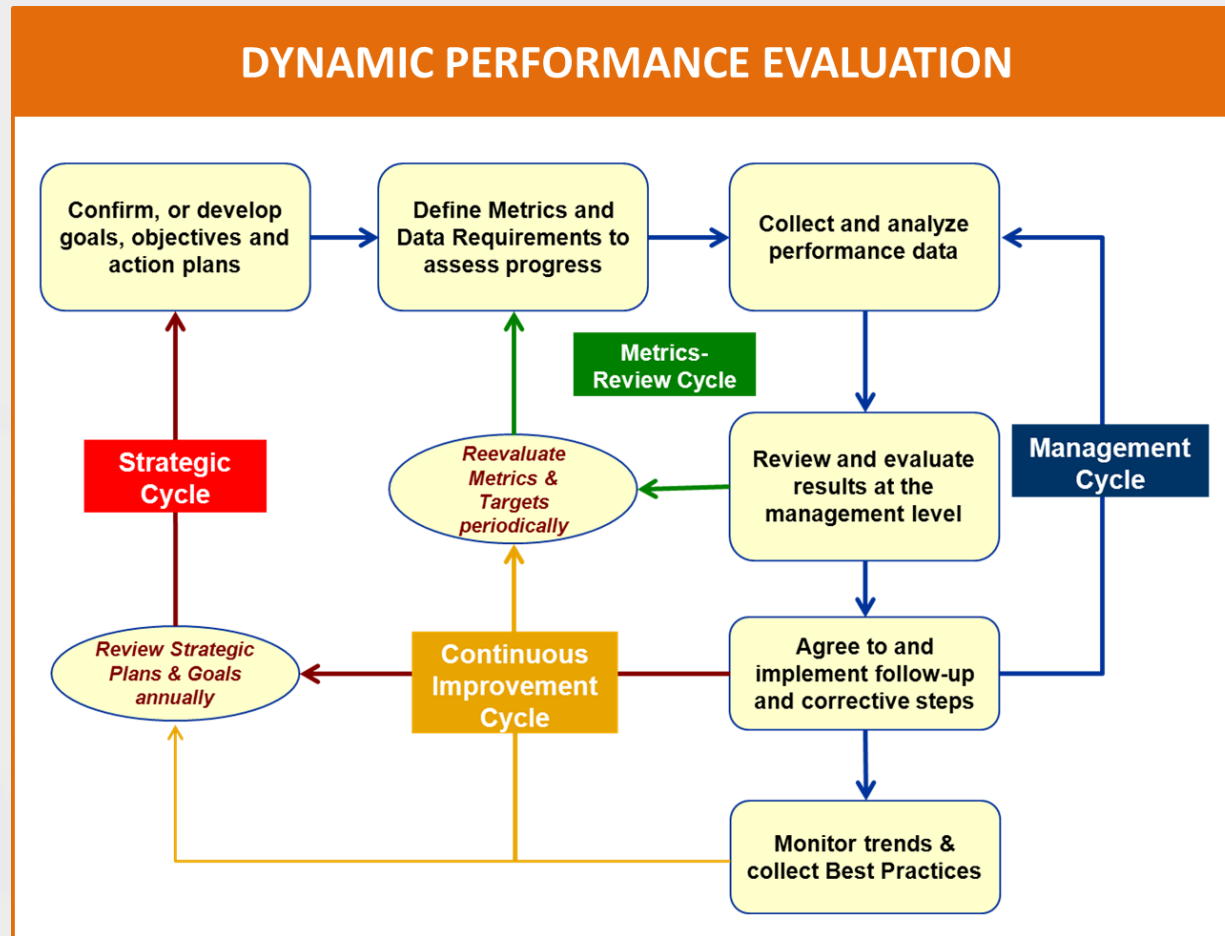 DYNAMIC PERFORMANCE EVALUATION
Confirm, or develop
goals, objectives and
action plans
Define Metrics and
Data Requirements to
assess progress
Collect and analyze
performance data
Metrics-
Review Cycle
Strategic
Cycle
Reevaluate
Metrics &
Targets
periodically
Review and evaluate
results at the
management level
Management
Cycle
Review Strategic
Plans & Goals
annually
Continuous
Improvement
Cycle
Agree to and
implement follow-up
and corrective steps
Monitor trends &
collect Best Practices